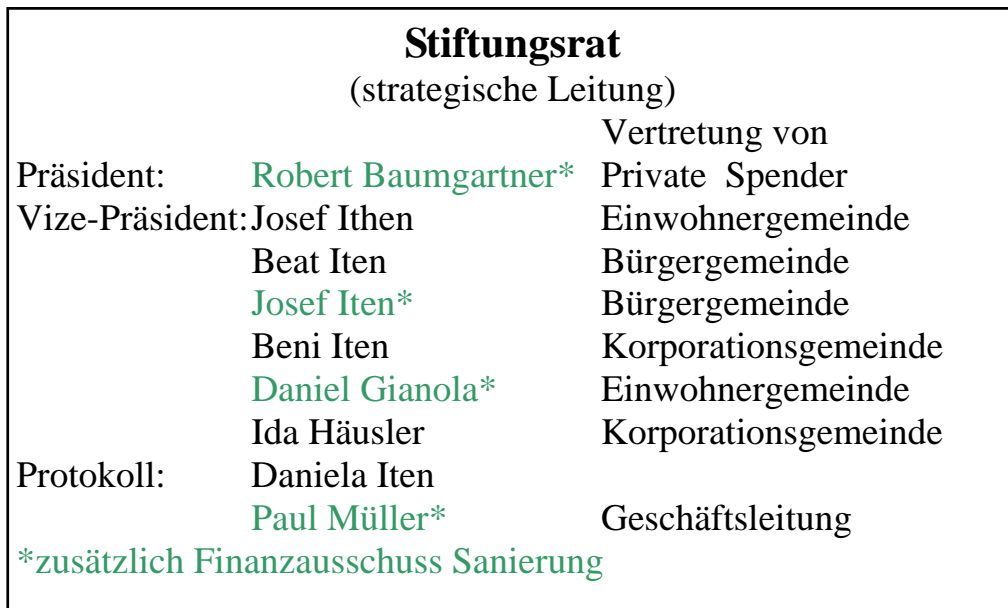 Stiftungsrat
(strategische Leitung)
Vertretung von
Präsident: Robert Baumgartner* Private Spender
Vize-Präsident: Josef Ithen Einwohnergemeinde
Beat Iten Bürgergemeinde
Josef Iten* Bürgergemeinde
Beni Iten Korporationsgemeinde
Daniel Gianola* Einwohnergemeinde
Ida Häusler Korporationsgemeinde
Protokoll: Daniela Iten
Paul Müller* Geschäftsleitung
*zusätzlich Finanzausschuss Sanierung